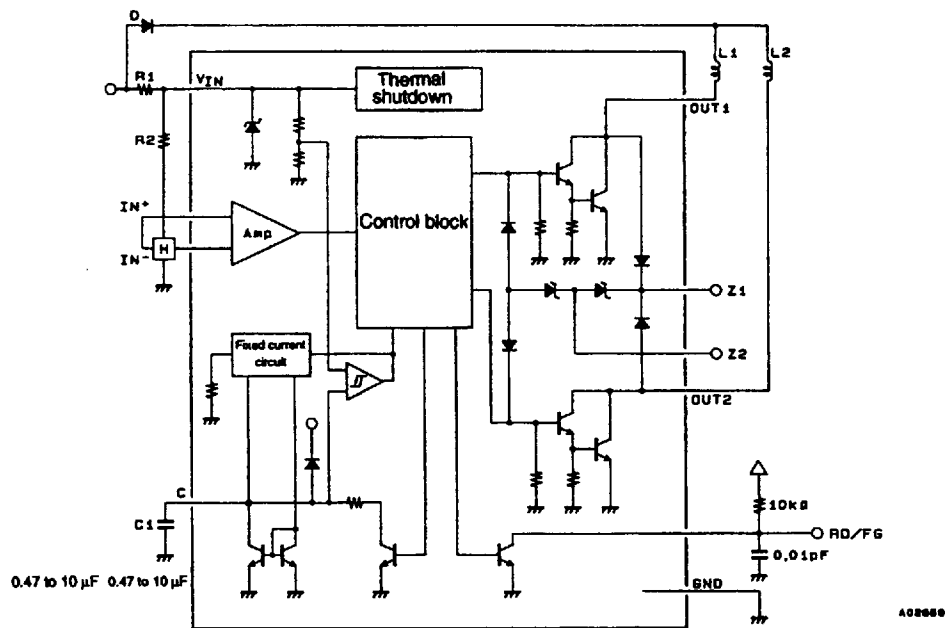 D
L1
L2
R1
VIN
Thermal
shutdown
OUT1
R2
IN+
Amp
Control block
H
IN-
Z1
Fixed current
circuit
Z2
OUT2
C
C1
10kΩ
RD/FG
0.01pF
0.47 to 10 µF 0.47 to 10 µF
GND